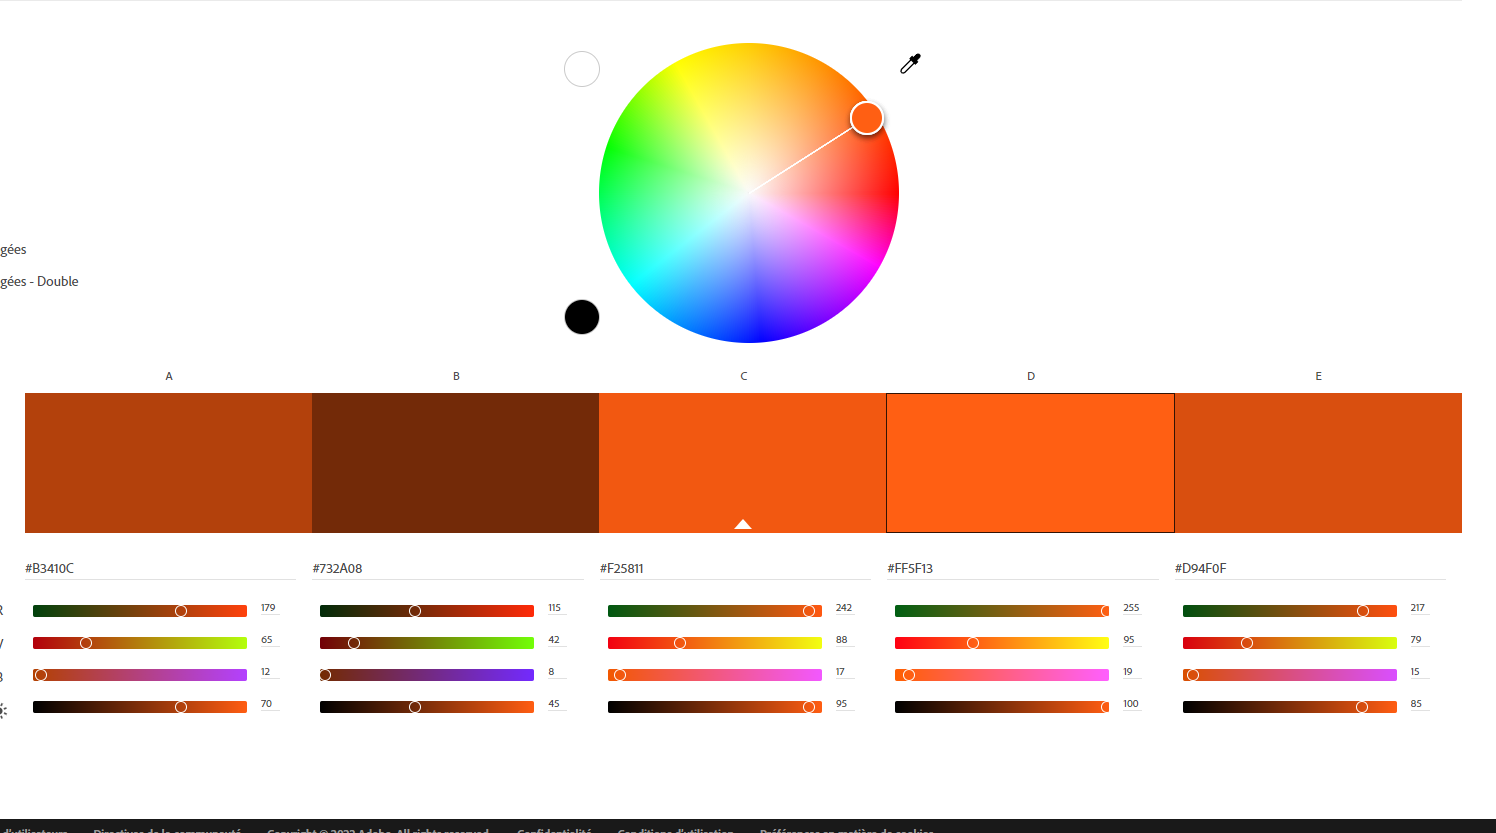 gées
gées - Double
A B C D E
#B3410C #732A08 #F25811 #FF5F13 #D94F0F
R 179 115 242 255 217
V 65 42 88 95 79
B 12 8 17 19 15
70 45 95 100 85
d'utilisateurs Directives de la communauté Copyright © 2023 Adobe. All rights reserved. Confidentialité Conditions d'utilisation Préférences en matière de cookies